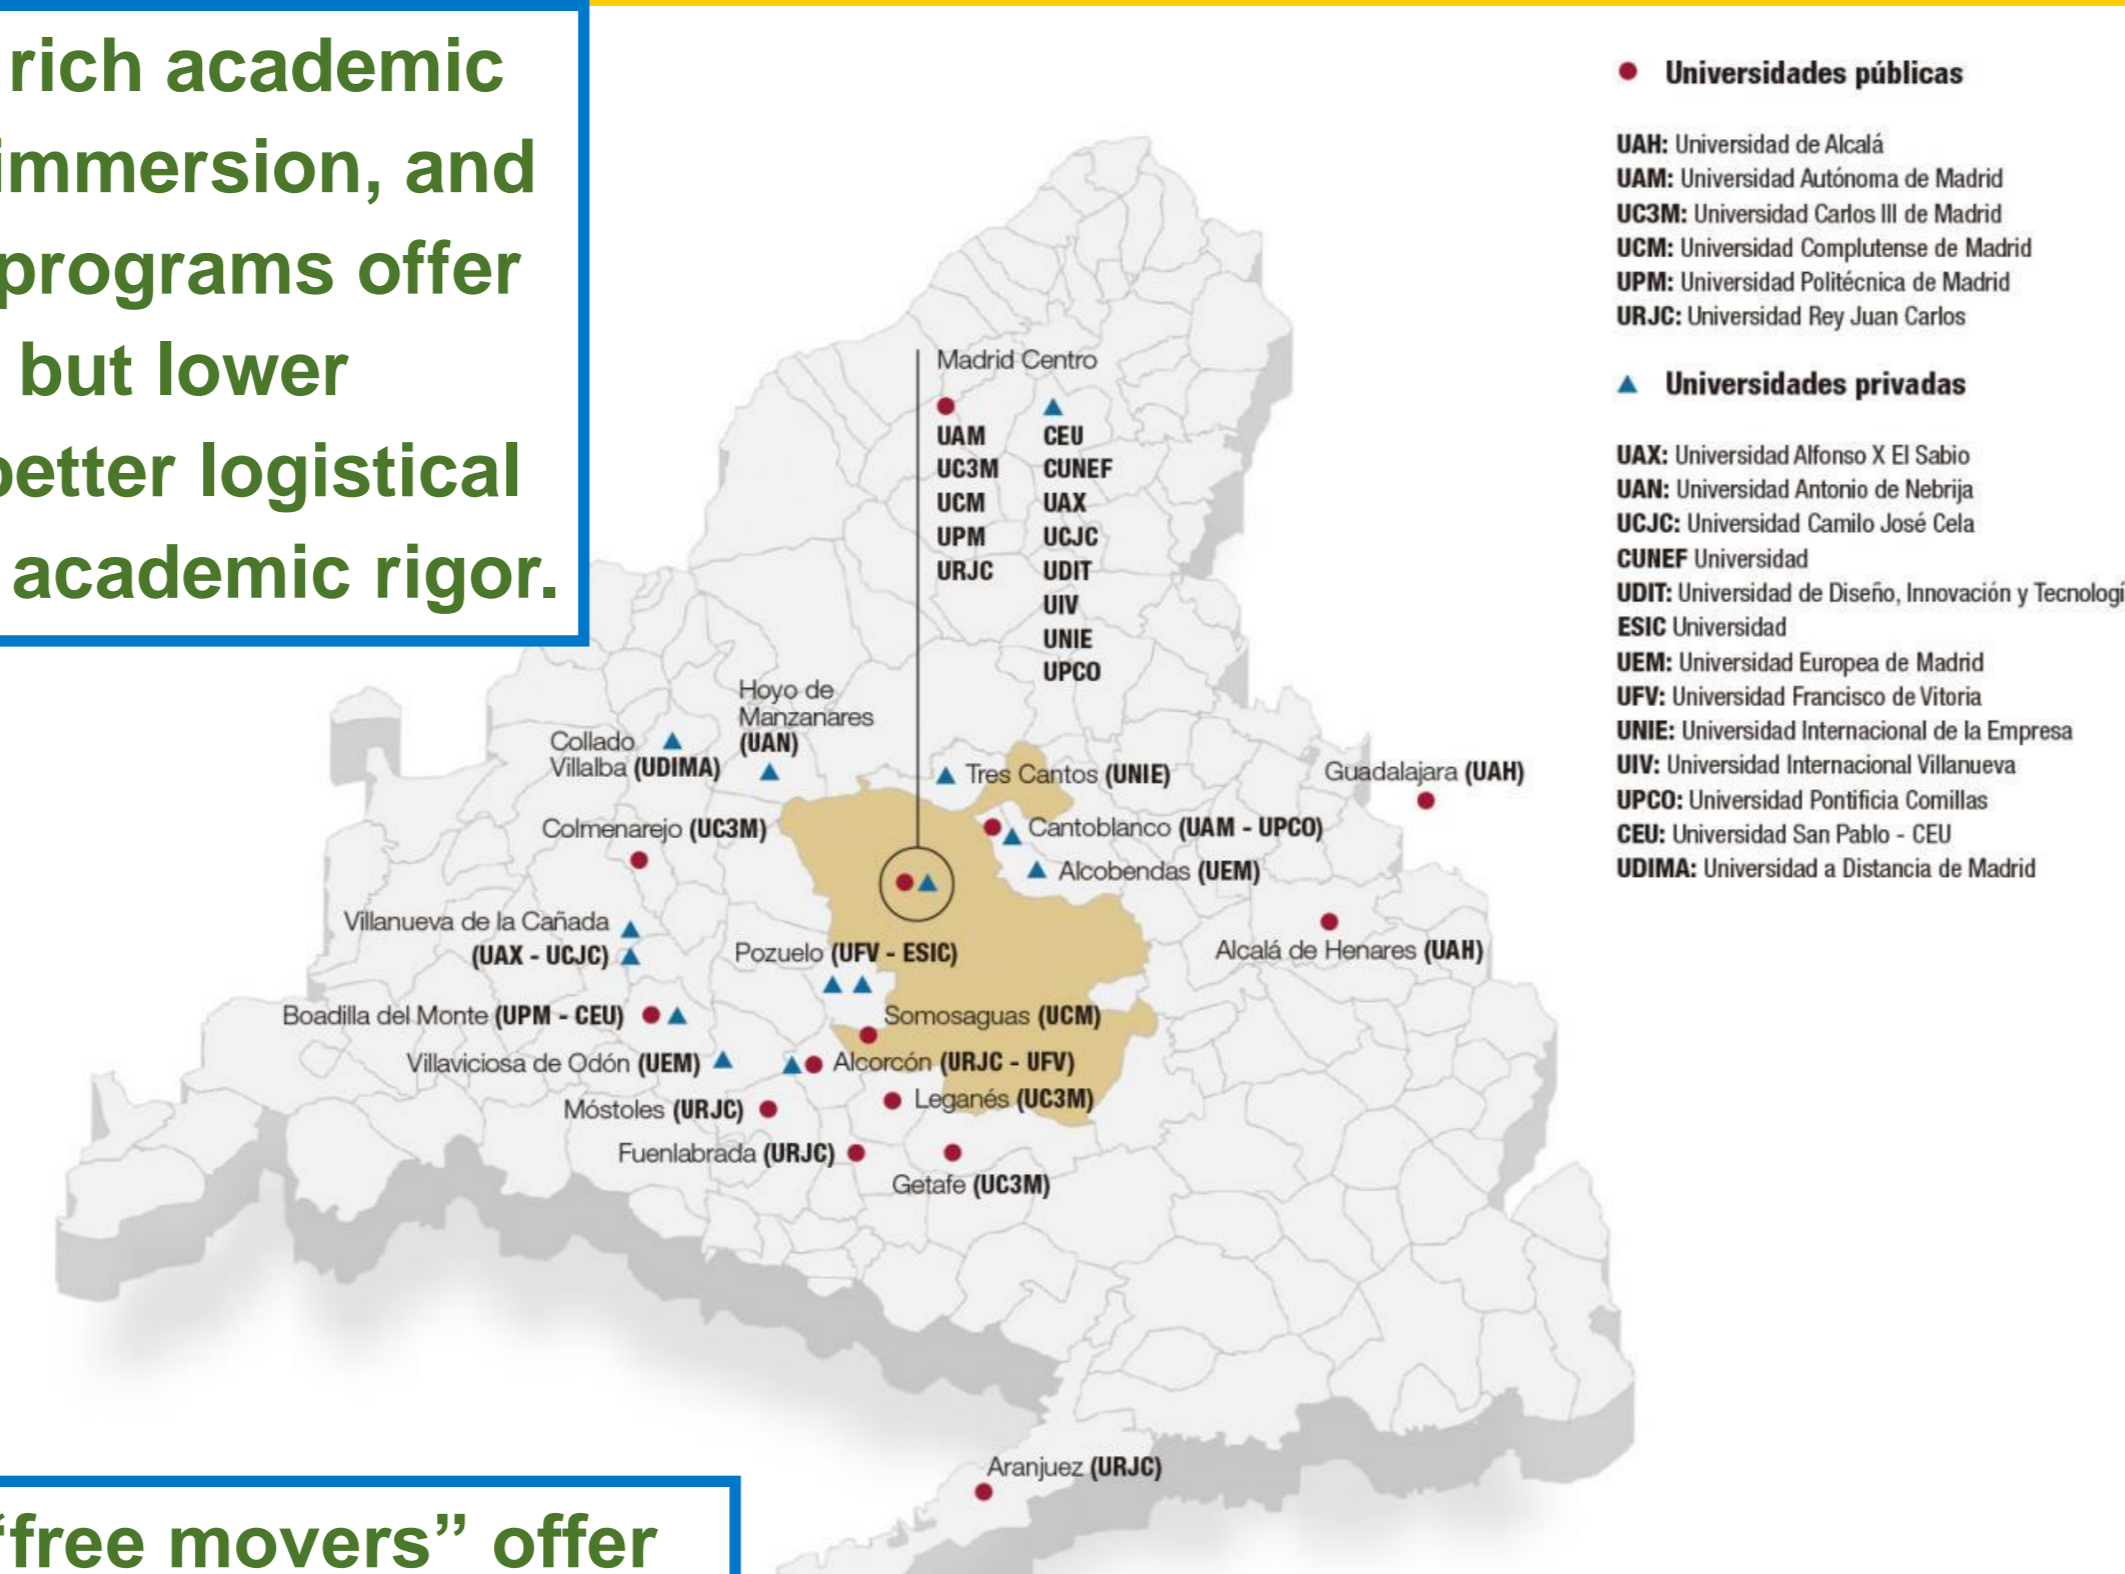 rich academic
immersion, and
programs offer
but lower
better logistical
academic rigor.
Universidades públicas
UAH: Universidad de Alcalá
UAM: Universidad Autónoma de Madrid
UC3M: Universidad Carlos III de Madrid
UCM: Universidad Complutense de Madrid
UPM: Universidad Politécnica de Madrid
URJC: Universidad Rey Juan Carlos
Universidades privadas
UAX: Universidad Alfonso X El Sabio
UAN: Universidad Antonio de Nebrija
UCJC: Universidad Camilo José Cela
CUNEF Universidad
UDIT: Universidad de Diseño, Innovación y Tecnologí
ESIC Universidad
UEM: Universidad Europea de Madrid
UFV: Universidad Francisco de Vitoria
UNIE: Universidad Internacional de la Empresa
UIV: Universidad Internacional Villanueva
UPCO: Universidad Pontificia Comillas
CEU: Universidad San Pablo - CEU
UDIMA: Universidad a Distancia de Madrid
Madrid Centro
UAM CEU
UC3M CUNEF
UCM UAX
UPM UCJC
URJC UDIT
UIV
UNIE
UPCO
Hoyo de
Manzanares
(UAN)
Collado
Villalba (UDIMA)
Tres Cantos (UNIE)
Guadalajara (UAH)
Colmenarejo (UC3M)
Cantoblanco (UAM - UPCO)
Alcobendas (UEM)
Villanueva de la Cañada
(UAX - UCJC)
Pozuelo (UFV - ESIC)
Alcalá de Henares (UAH)
Boadilla del Monte (UPM - CEU)
Somosaguas (UCM)
Villaviciosa de Odón (UEM)
Alcorcón (URJC - UFV)
Móstoles (URJC)
Leganés (UC3M)
Fuenlabrada (URJC)
Getafe (UC3M)
Aranjuez (URJC)
“free movers” offer